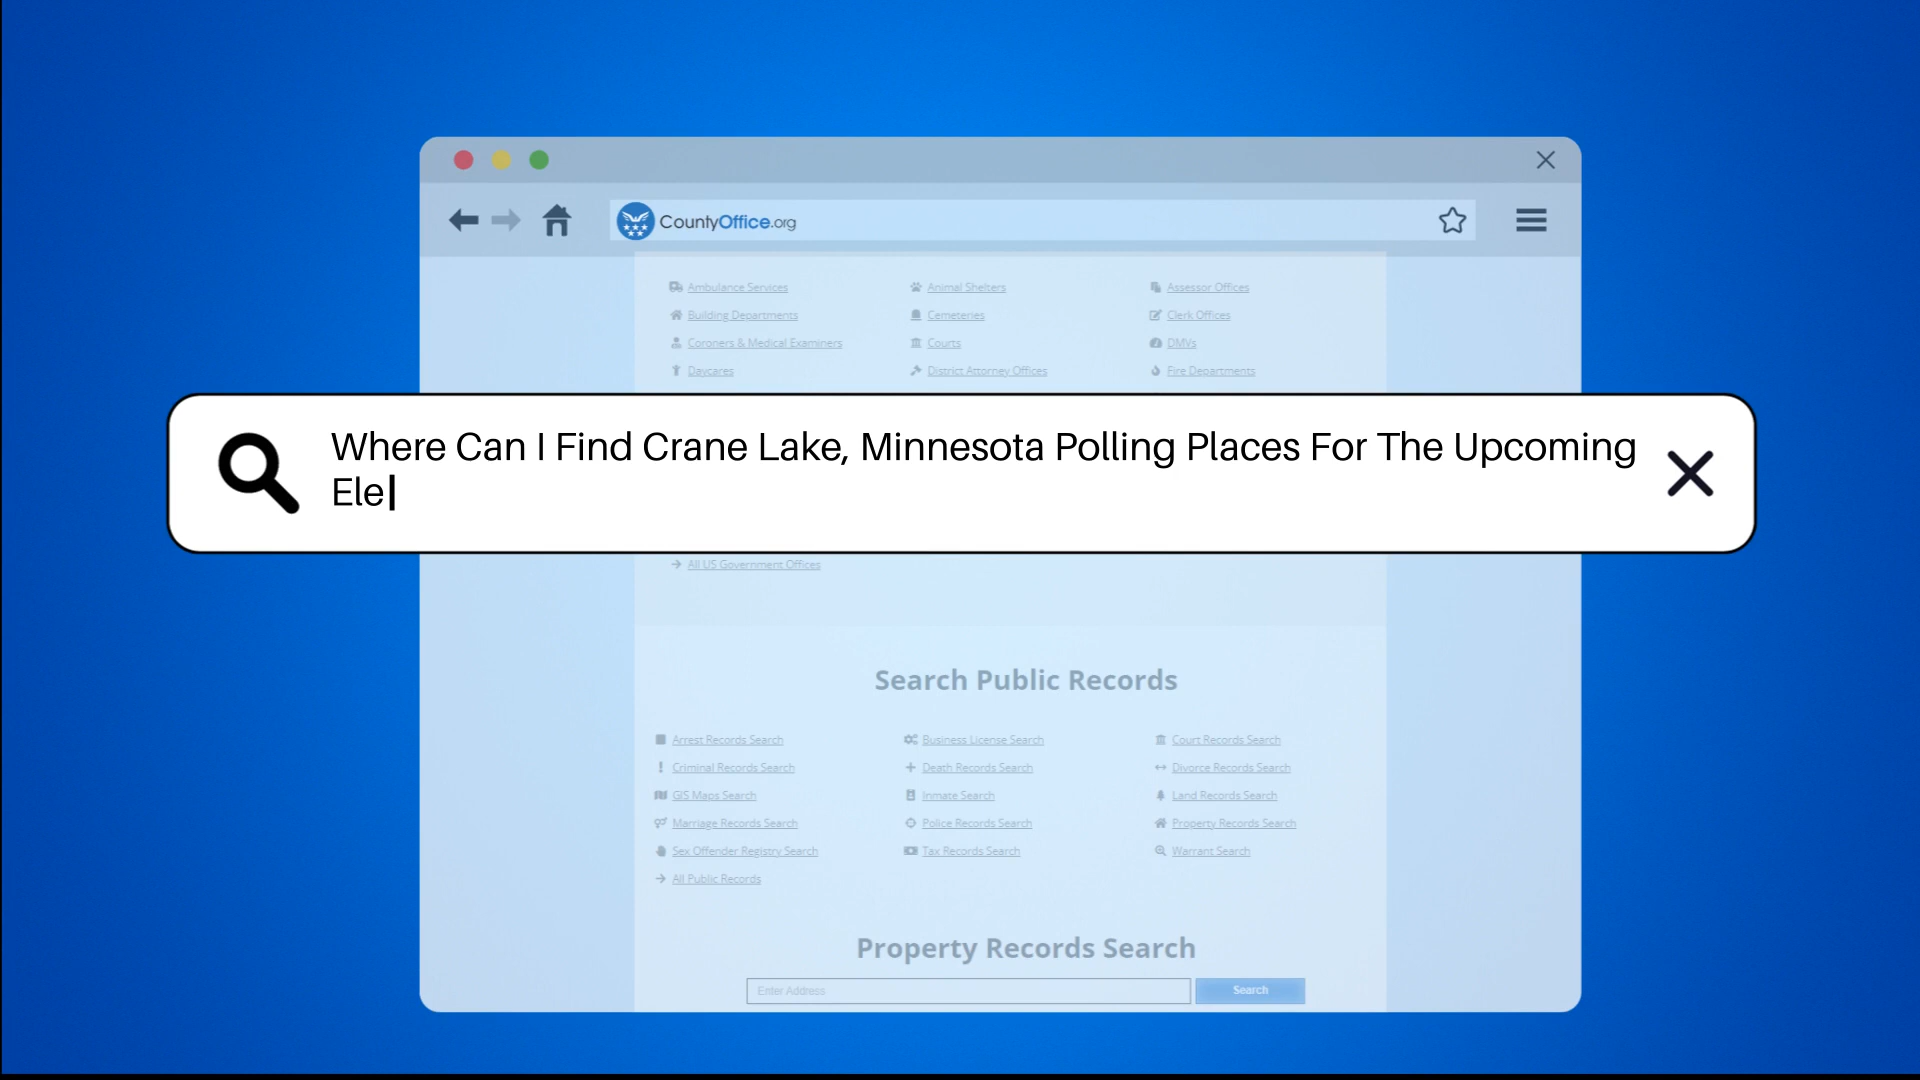 CountyOffice.org
Ambulance Services Animal Shelters Assessor Offices
Building Departments Cemeteries Clerk Offices
Coroners & Medical Examiners Courts DMVs
Daycares District Attorney Offices Fire Departments
Where Can I Find Crane Lake, Minnesota Polling Places For The Upcoming
Ele
All US Government Offices
Search Public Records
Arrest Records Search Business License Search Court Records Search
Criminal Records Search Death Records Search Divorce Records Search
GIS Maps Search Inmate Search Land Records Search
Marriage Records Search Police Records Search Property Records Search
Sex Offender Registry Search Tax Records Search Warrant Search
All Public Records
Property Records Search
Enter Address Search